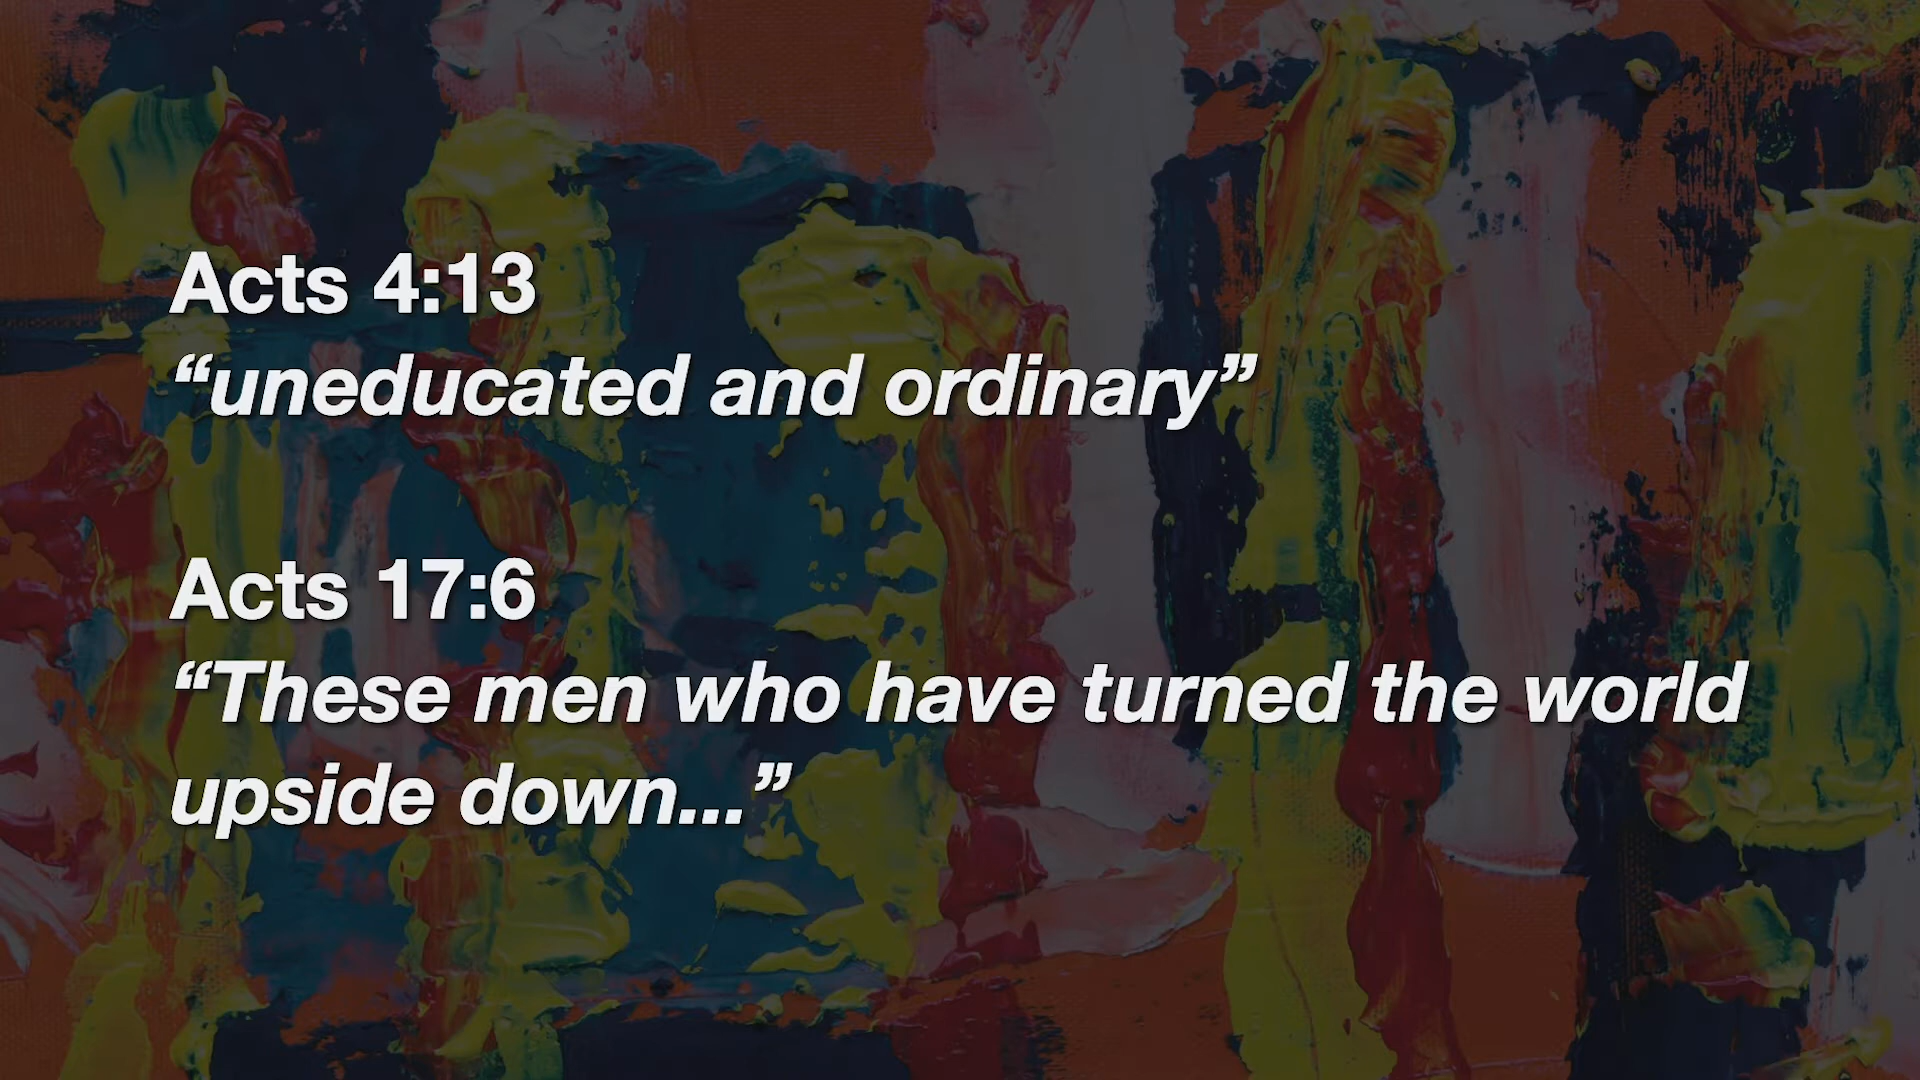 Acts 4:13
“uneducated and ordinary”
Acts 17:6
“These men who have turned the world
upside down...”